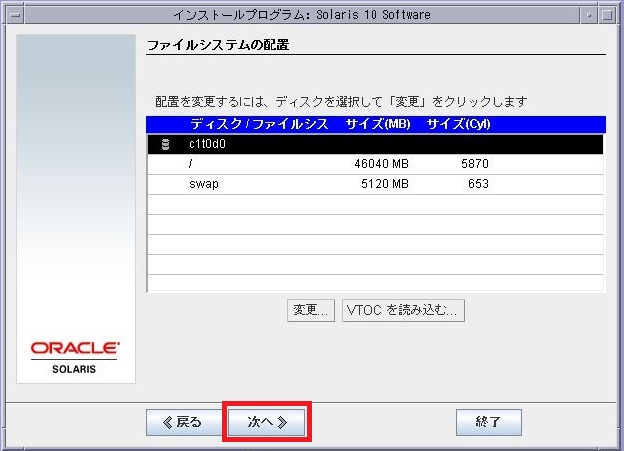 インストールプログラム: Solaris 10 Software
ファイルシステムの配置
配置を変更するには、ディスクを選択して「変更」をクリックします
ディスク / ファイルシス サイズ(MB) サイズ(Cyl)
c1t0d0
/ 46040 MB 5870
swap 5120 MB 653
変更... VTOC を読み込む...
ORACLE
SOLARIS
戻る 次へ 終了